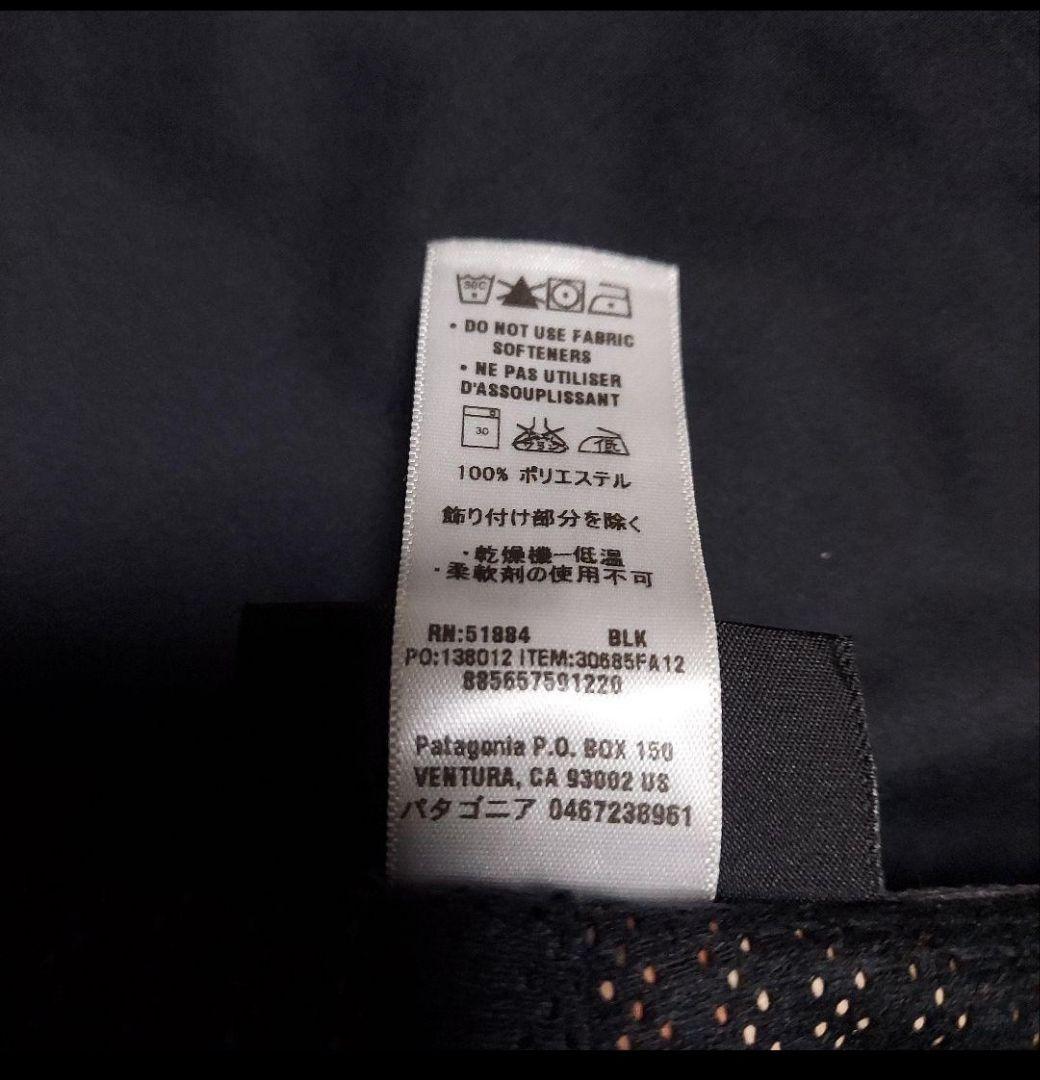 30C
• DO NOT USE FABRIC
SOFTENERS
• NE PAS UTILISER
D'ASSOUPLISSANT
30
低
100% ポリエステル
飾り付け部分を除く
・乾燥機ー低温
・柔軟剤の使用不可
RN:51884 BLK
PO:138012 ITEM:30685FA12
885657591220
Patagonia P.O. BOX 150
VENTURA, CA 93002 US
パタゴニア 0467238961